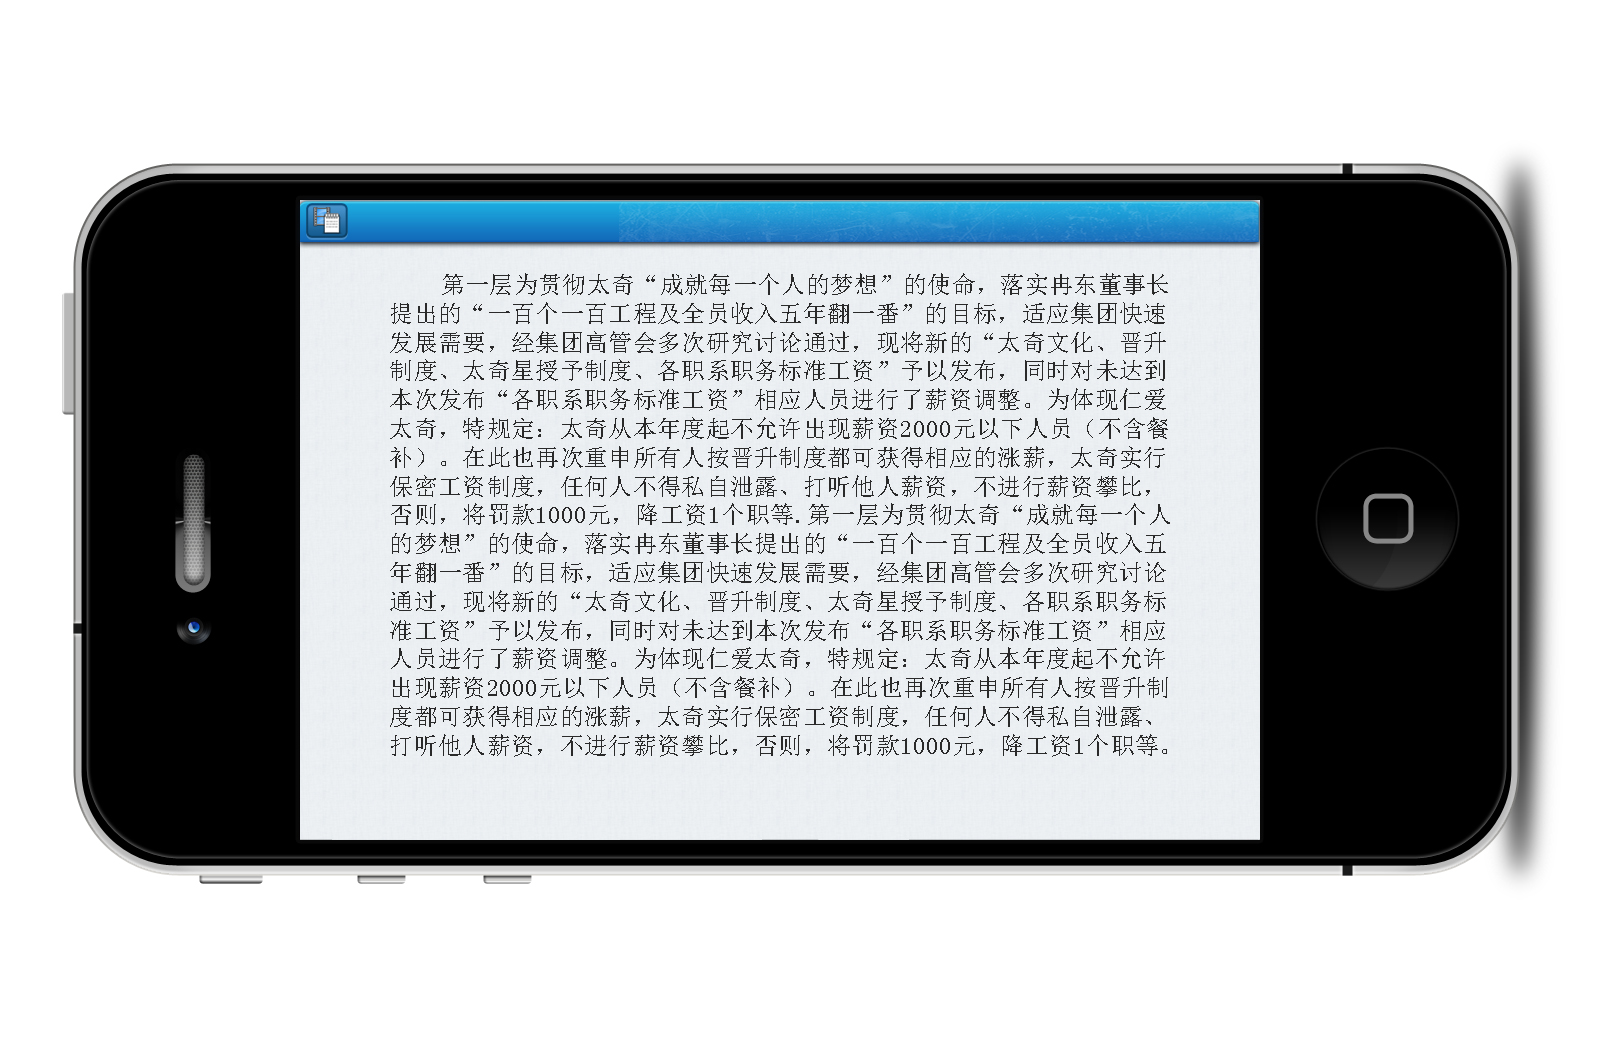 第一层为贯彻太奇“成就每一个人的梦想”的使命，落实冉东董事长
提出的“一百个一百工程及全员收入五年翻一番”的目标，适应集团快速
发展需要，经集团高管会多次研究讨论通过，现将新的“太奇文化、晋升
制度、太奇星授予制度、各职系职务标准工资”予以发布，同时对未达到
本次发布“各职系职务标准工资”相应人员进行了薪资调整。为体现仁爱
太奇，特规定：太奇从本年度起不允许出现薪资2000元以下人员（不含餐
补）。在此也再次重申所有人按晋升制度都可获得相应的涨薪，太奇实行
保密工资制度，任何人不得私自泄露、打听他人薪资，不进行薪资攀比，
否则，将罚款1000元，降工资1个职等.第一层为贯彻太奇“成就每一个人
的梦想”的使命，落实冉东董事长提出的“一百个一百工程及全员收入五
年翻一番”的目标，适应集团快速发展需要，经集团高管会多次研究讨论
通过，现将新的“太奇文化、晋升制度、太奇星授予制度、各职系职务标
准工资”予以发布，同时对未达到本次发布“各职系职务标准工资”相应
人员进行了薪资调整。为体现仁爱太奇，特规定：太奇从本年度起不允许
出现薪资2000元以下人员（不含餐补）。在此也再次重申所有人按晋升制
度都可获得相应的涨薪，太奇实行保密工资制度，任何人不得私自泄露、
打听他人薪资，不进行薪资攀比，否则，将罚款1000元，降工资1个职等。